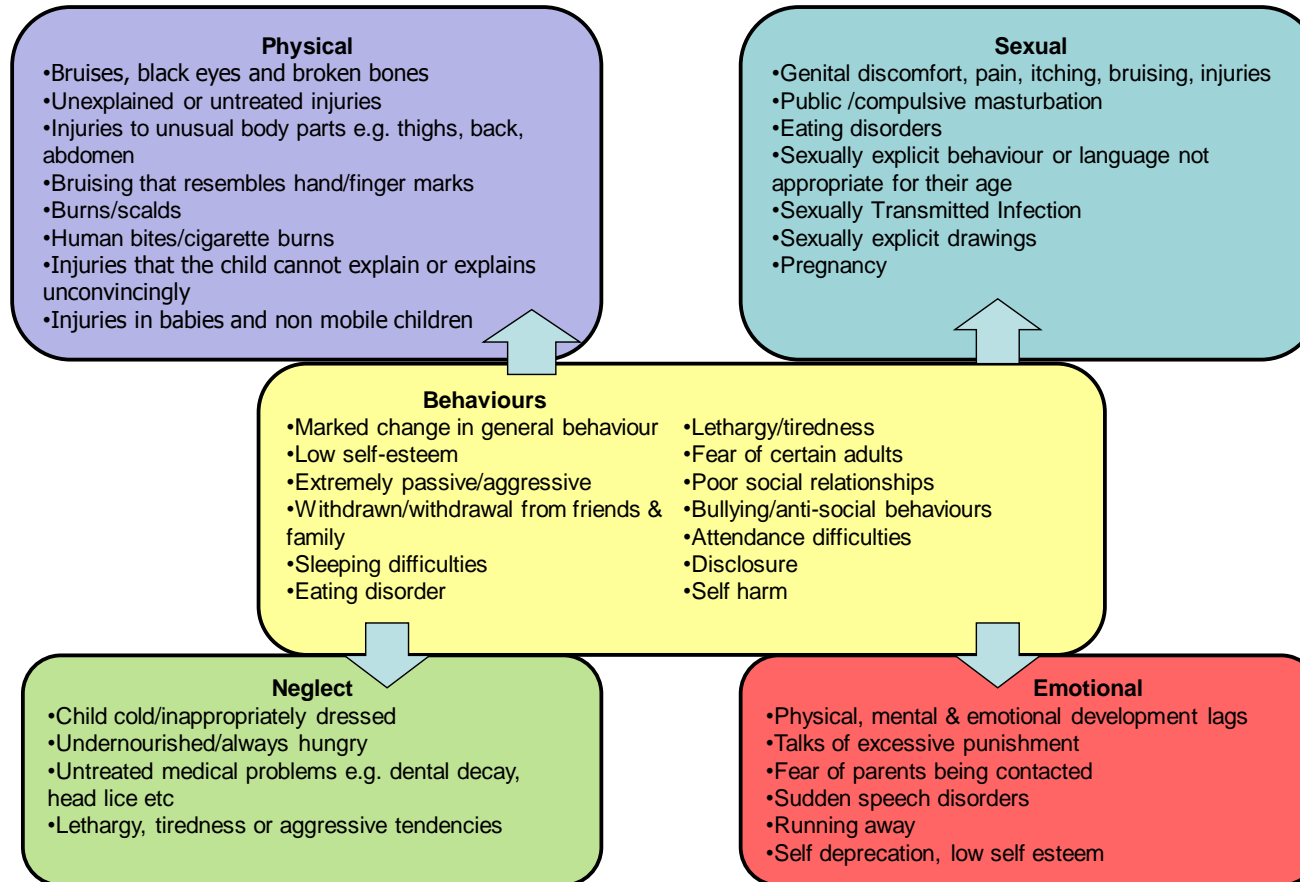 Physical
•Bruises, black eyes and broken bones
•Unexplained or untreated injuries
•Injuries to unusual body parts e.g. thighs, back,
abdomen
•Bruising that resembles hand/finger marks
•Burns/scalds
•Human bites/cigarette burns
•Injuries that the child cannot explain or explains
unconvincingly
•Injuries in babies and non mobile children
Sexual
•Genital discomfort, pain, itching, bruising, injuries
•Public /compulsive masturbation
•Eating disorders
•Sexually explicit behaviour or language not
appropriate for their age
•Sexually Transmitted Infection
•Sexually explicit drawings
•Pregnancy
Behaviours
•Marked change in general behaviour
•Low self-esteem
•Extremely passive/aggressive
•Withdrawn/withdrawal from friends &
family
•Sleeping difficulties
•Eating disorder
•Lethargy/tiredness
•Fear of certain adults
•Poor social relationships
•Bullying/anti-social behaviours
•Attendance difficulties
•Disclosure
•Self harm
Neglect
•Child cold/inappropriately dressed
•Undernourished/always hungry
•Untreated medical problems e.g. dental decay,
head lice etc
•Lethargy, tiredness or aggressive tendencies
Emotional
•Physical, mental & emotional development lags
•Talks of excessive punishment
•Fear of parents being contacted
•Sudden speech disorders
•Running away
•Self deprecation, low self esteem